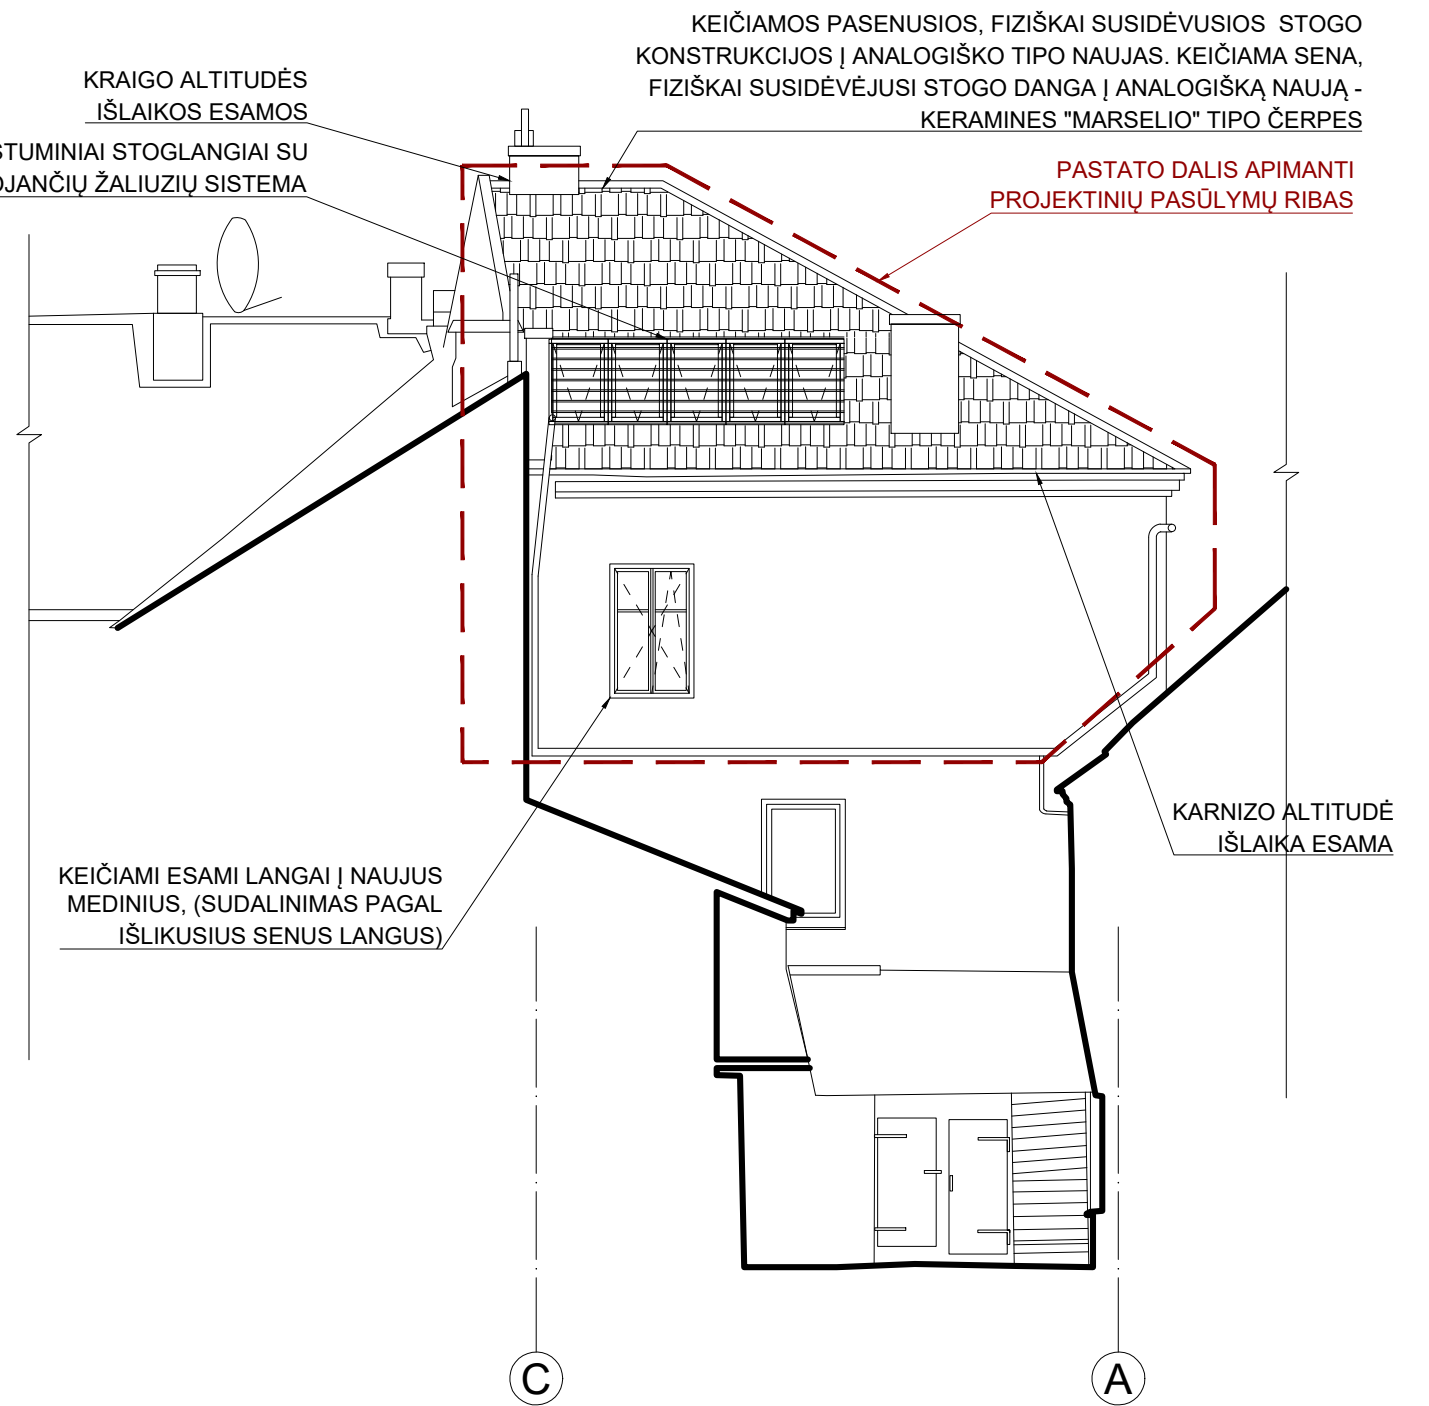 KEIČIAMOS PASENUSIOS, FIZIŠKAI SUSIDĖVUSIOS STOGO
KONSTRUKCIJOS Į ANALOGIŠKO TIPO NAUJAS. KEIČIAMA SENA,
FIZIŠKAI SUSIDĖVĖJUSI STOGO DANGA Į ANALOGIŠKĄ NAUJĄ -
KERAMINES "MARSELIO" TIPO ČERPES
KRAIGO ALTITUDĖS
IŠLAIKOS ESAMOS
STUMINIAI STOGLANGIAI SU
OJANČIŲ ŽALIUZIŲ SISTEMA
PASTATO DALIS APIMANTI
PROJEKTINIŲ PASŪLYMŲ RIBAS
KARNIZO ALTITUDĖ
IŠLAIKA ESAMA
KEIČIAMI ESAMI LANGAI Į NAUJUS
MEDINIUS, (SUDALINIMAS PAGAL
IŠLIKUSIUS SENUS LANGUS)
C
A